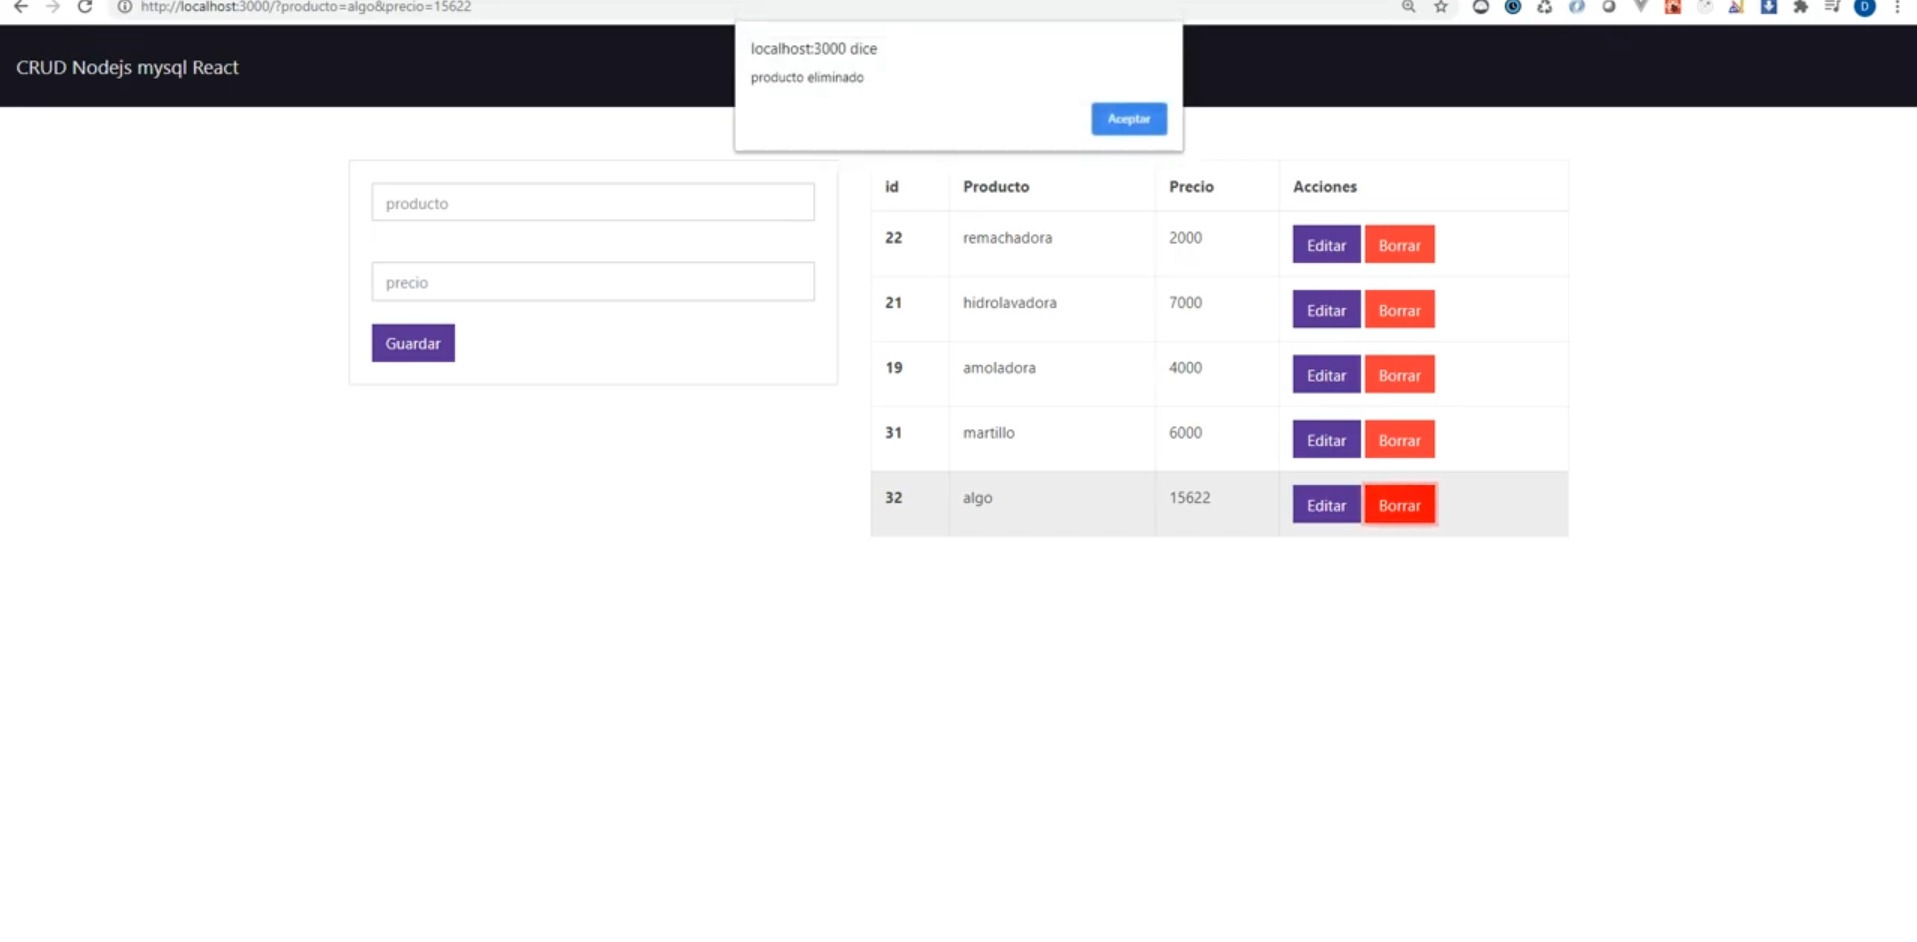 http://localhost:3000/?producto=algo&precio=15622
D
CRUD Nodejs mysql React
localhost:3000 dice
producto eliminado
Aceptar
producto
precio
Guardar
id Producto Precio Acciones
22 remachadora 2000 Editar Borrar
21 hidrolavadora 7000 Editar Borrar
19 amoladora 4000 Editar Borrar
31 martillo 6000 Editar Borrar
32 algo 15622 Editar Borrar